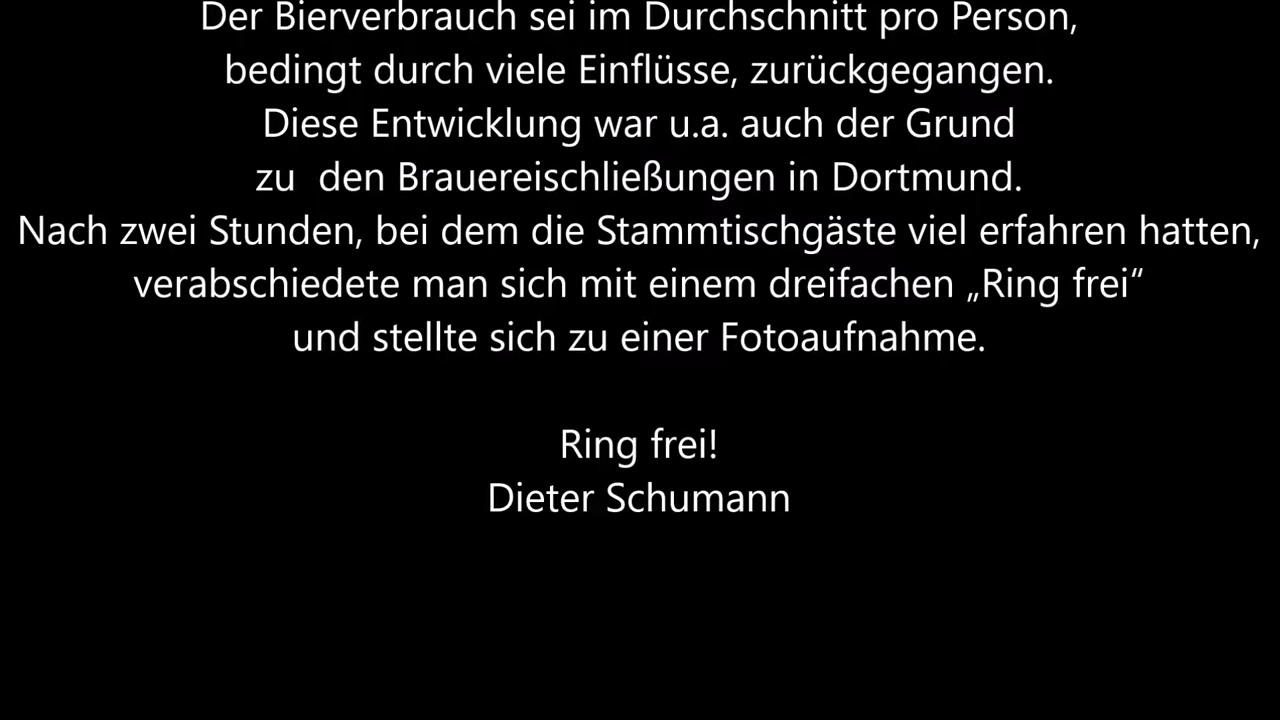 Der Bierverbrauch sei im Durchschnitt pro Person,
bedingt durch viele Einflüsse, zurückgegangen.
Diese Entwicklung war u.a. auch der Grund
zu  den Brauereischließungen in Dortmund.
Nach zwei Stunden, bei dem die Stammtischgäste viel erfahren hatten,
verabschiedete man sich mit einem dreifachen „Ring frei“
und stellte sich zu einer Fotoaufnahme.
Ring frei!
Dieter Schumann